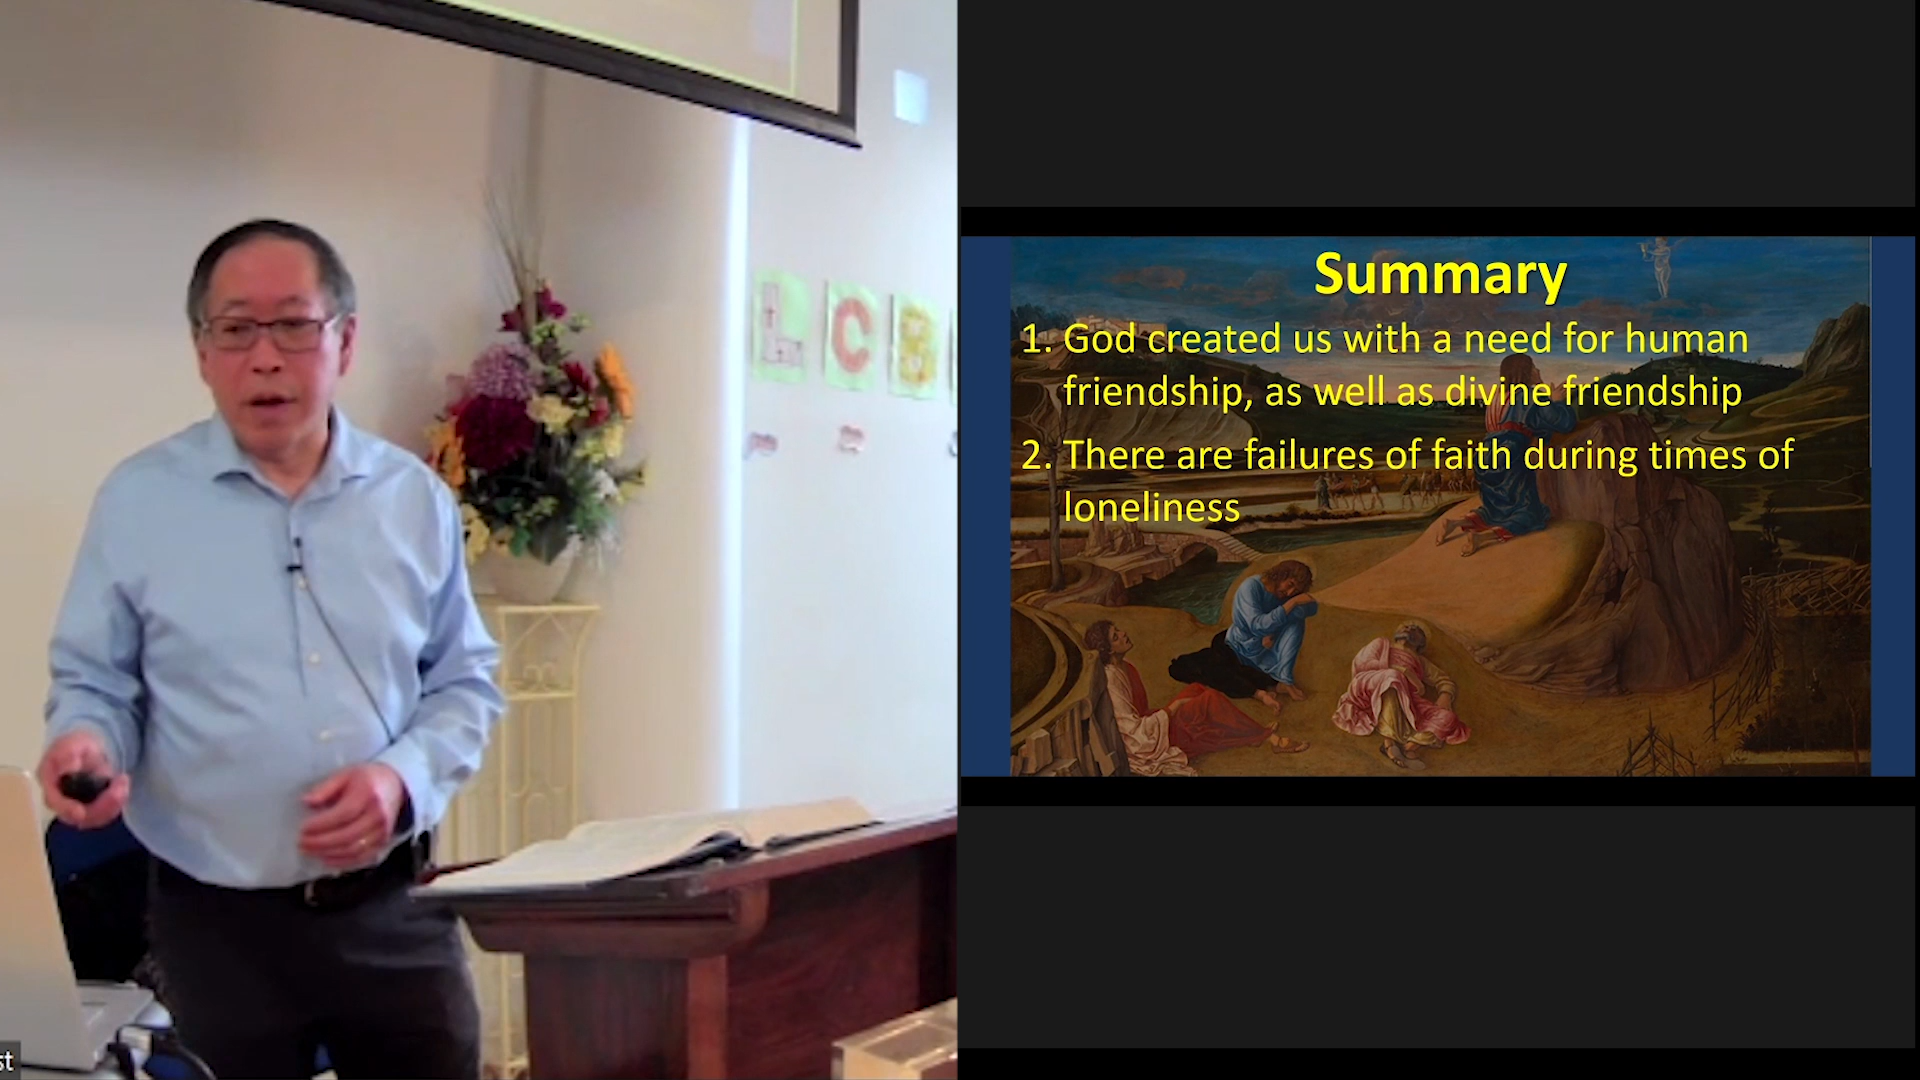 L C B
Summary
1. God created us with a need for human
friendship, as well as divine friendship
2. There are failures of faith during times of
loneliness
st